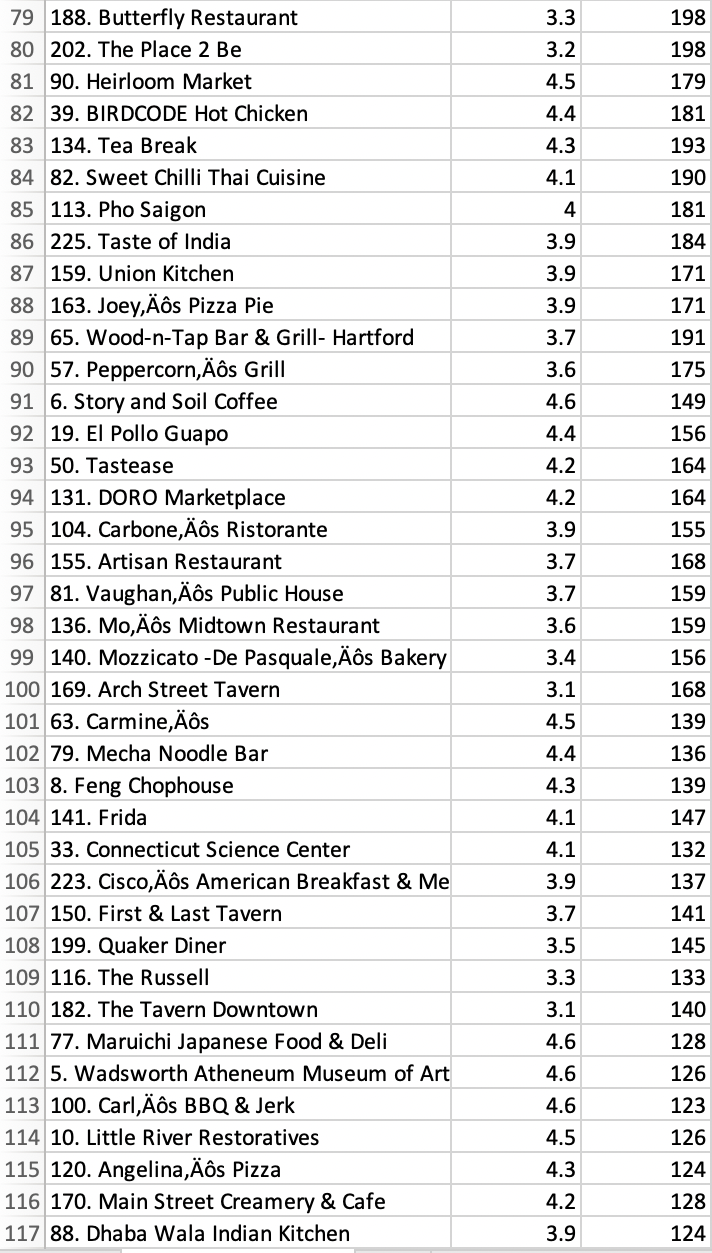 79 188. Butterfly Restaurant 3.3 198
80 202. The Place 2 Be 3.2 198
81 90. Heirloom Market 4.5 179
82 39. BIRDCODE Hot Chicken 4.4 181
83 134. Tea Break 4.3 193
84 82. Sweet Chilli Thai Cuisine 4.1 190
85 113. Pho Saigon 4 181
86 225. Taste of India 3.9 184
87 159. Union Kitchen 3.9 171
88 163. Joey‚Äôs Pizza Pie 3.9 171
89 65. Wood-n-Tap Bar & Grill- Hartford 3.7 191
90 57. Peppercorn‚Äôs Grill 3.6 175
91 6. Story and Soil Coffee 4.6 149
92 19. El Pollo Guapo 4.4 156
93 50. Tastease 4.2 164
94 131. DORO Marketplace 4.2 164
95 104. Carbone‚Äôs Ristorante 3.9 155
96 155. Artisan Restaurant 3.7 168
97 81. Vaughan‚Äôs Public House 3.7 159
98 136. Mo‚Äôs Midtown Restaurant 3.6 159
99 140. Mozzicato -De Pasquale‚Äôs Bakery 3.4 156
100 169. Arch Street Tavern 3.1 168
101 63. Carmine‚Äôs 4.5 139
102 79. Mecha Noodle Bar 4.4 136
103 8. Feng Chophouse 4.3 139
104 141. Frida 4.1 147
105 33. Connecticut Science Center 4.1 132
106 223. Cisco‚Äôs American Breakfast & Me 3.9 137
107 150. First & Last Tavern 3.7 141
108 199. Quaker Diner 3.5 145
109 116. The Russell 3.3 133
110 182. The Tavern Downtown 3.1 140
111 77. Maruichi Japanese Food & Deli 4.6 128
112 5. Wadsworth Atheneum Museum of Art 4.6 126
113 100. Carl‚Äôs BBQ & Jerk 4.6 123
114 10. Little River Restoratives 4.5 126
115 120. Angelina‚Äôs Pizza 4.3 124
116 170. Main Street Creamery & Cafe 4.2 128
117 88. Dhaba Wala Indian Kitchen 3.9 124